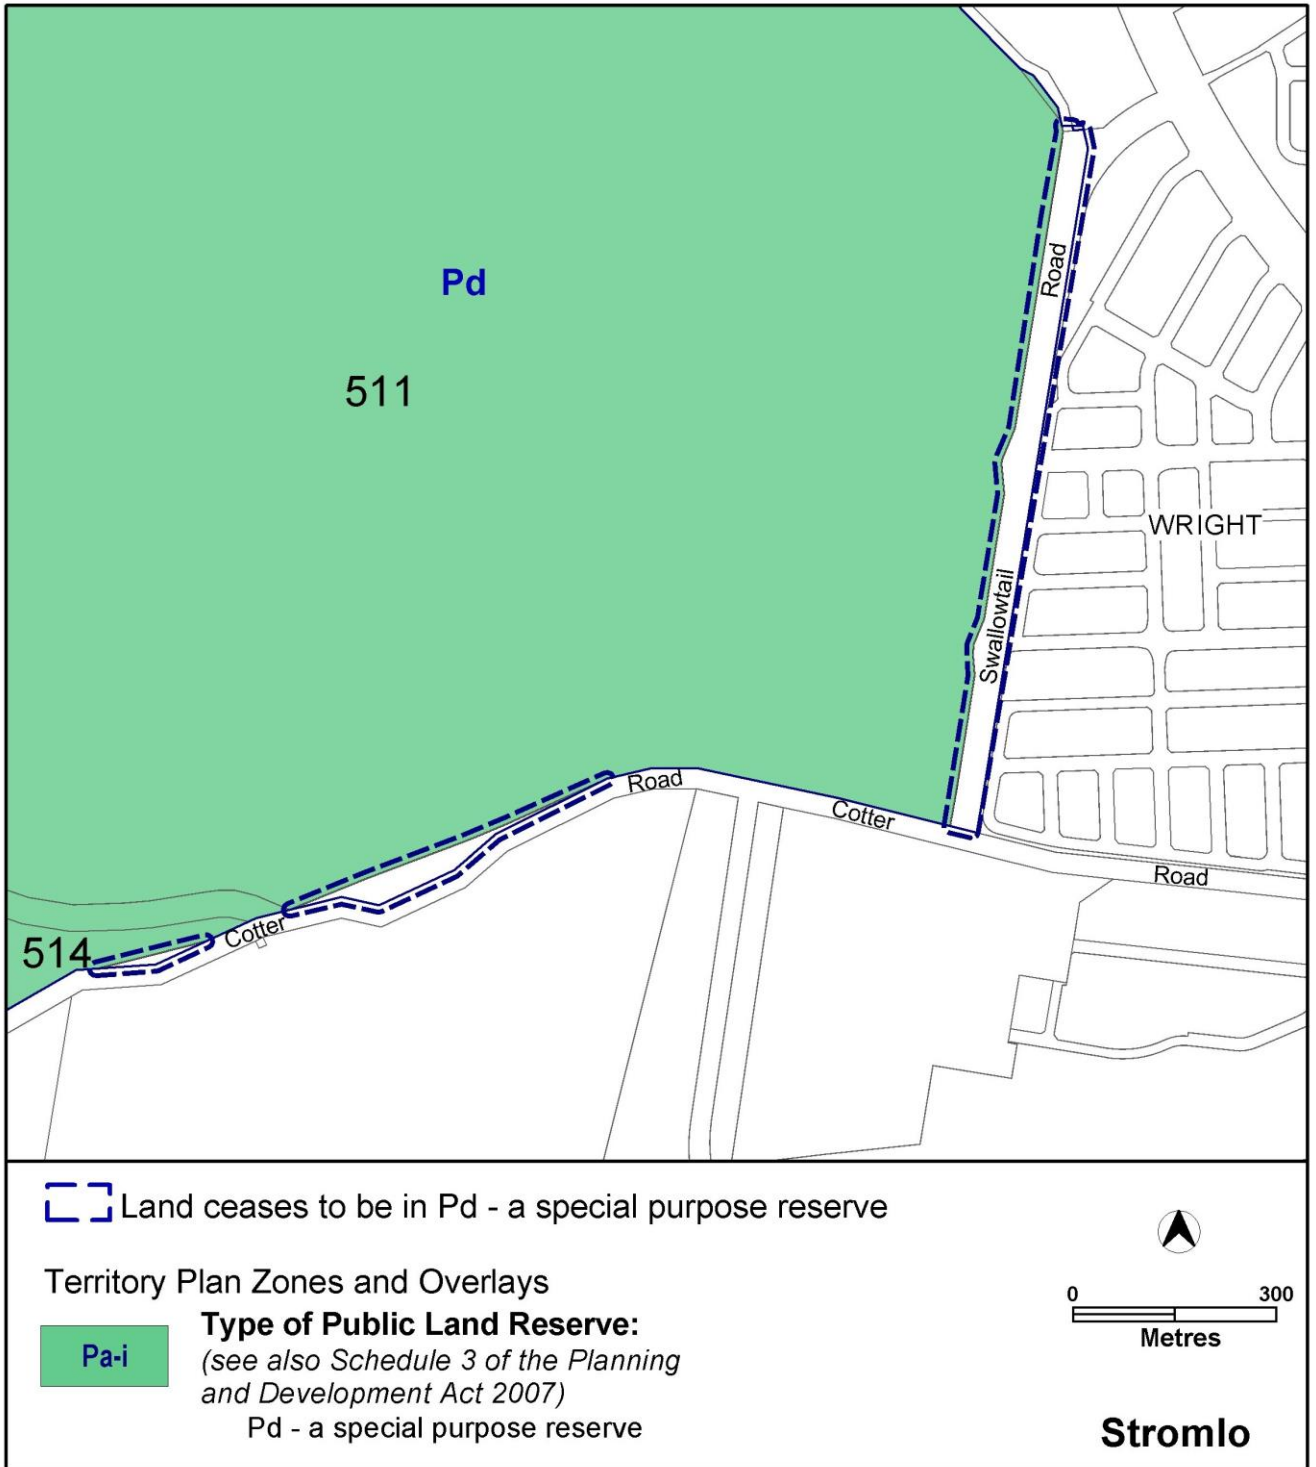 Pd
511
Road
WRIGHT
Swallowtail
Road
Cotter
Road
Cotter
514
Land ceases to be in Pd - a special purpose reserve
Territory Plan Zones and Overlays
Pa-i
Type of Public Land Reserve:
(see also Schedule 3 of the Planning
and Development Act 2007)
Pd - a special purpose reserve
0 300
Metres
Stromlo